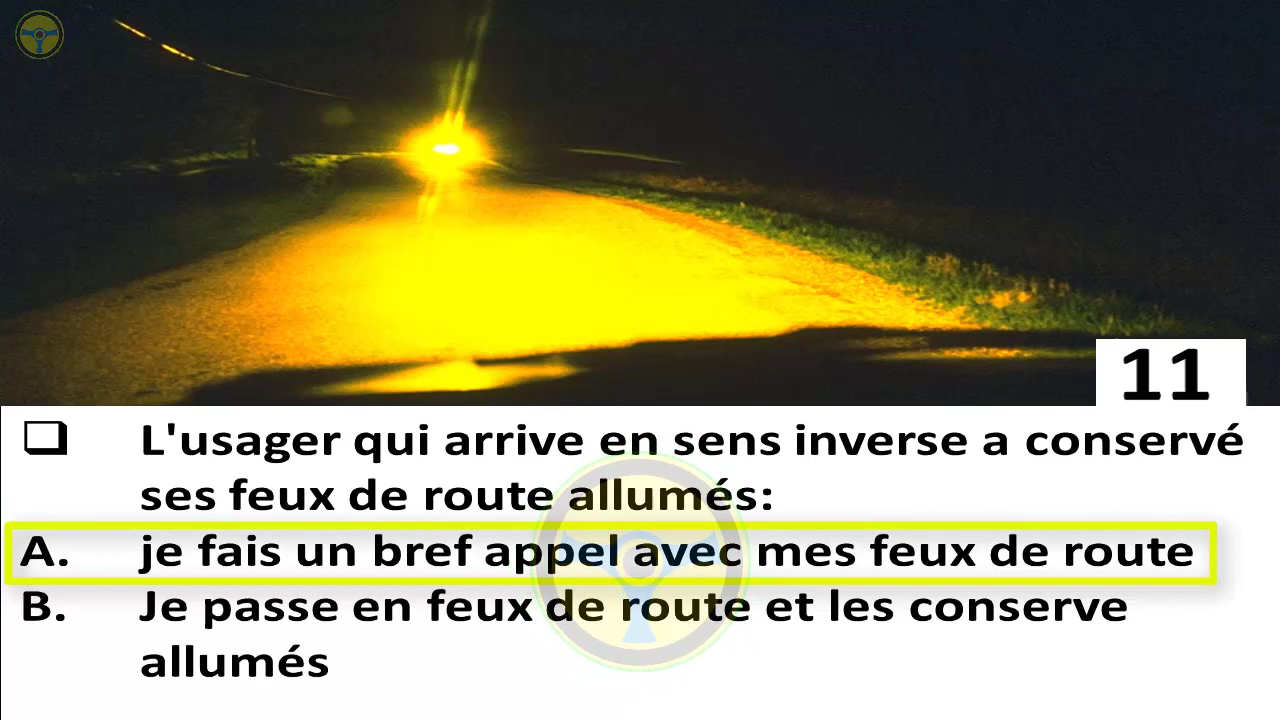 11
L'usager qui arrive en sens inverse a conservé
ses feux de route allumés:
A. je fais un bref appel avec mes feux de route
B. Je passe en feux de route et les conserve
allumés